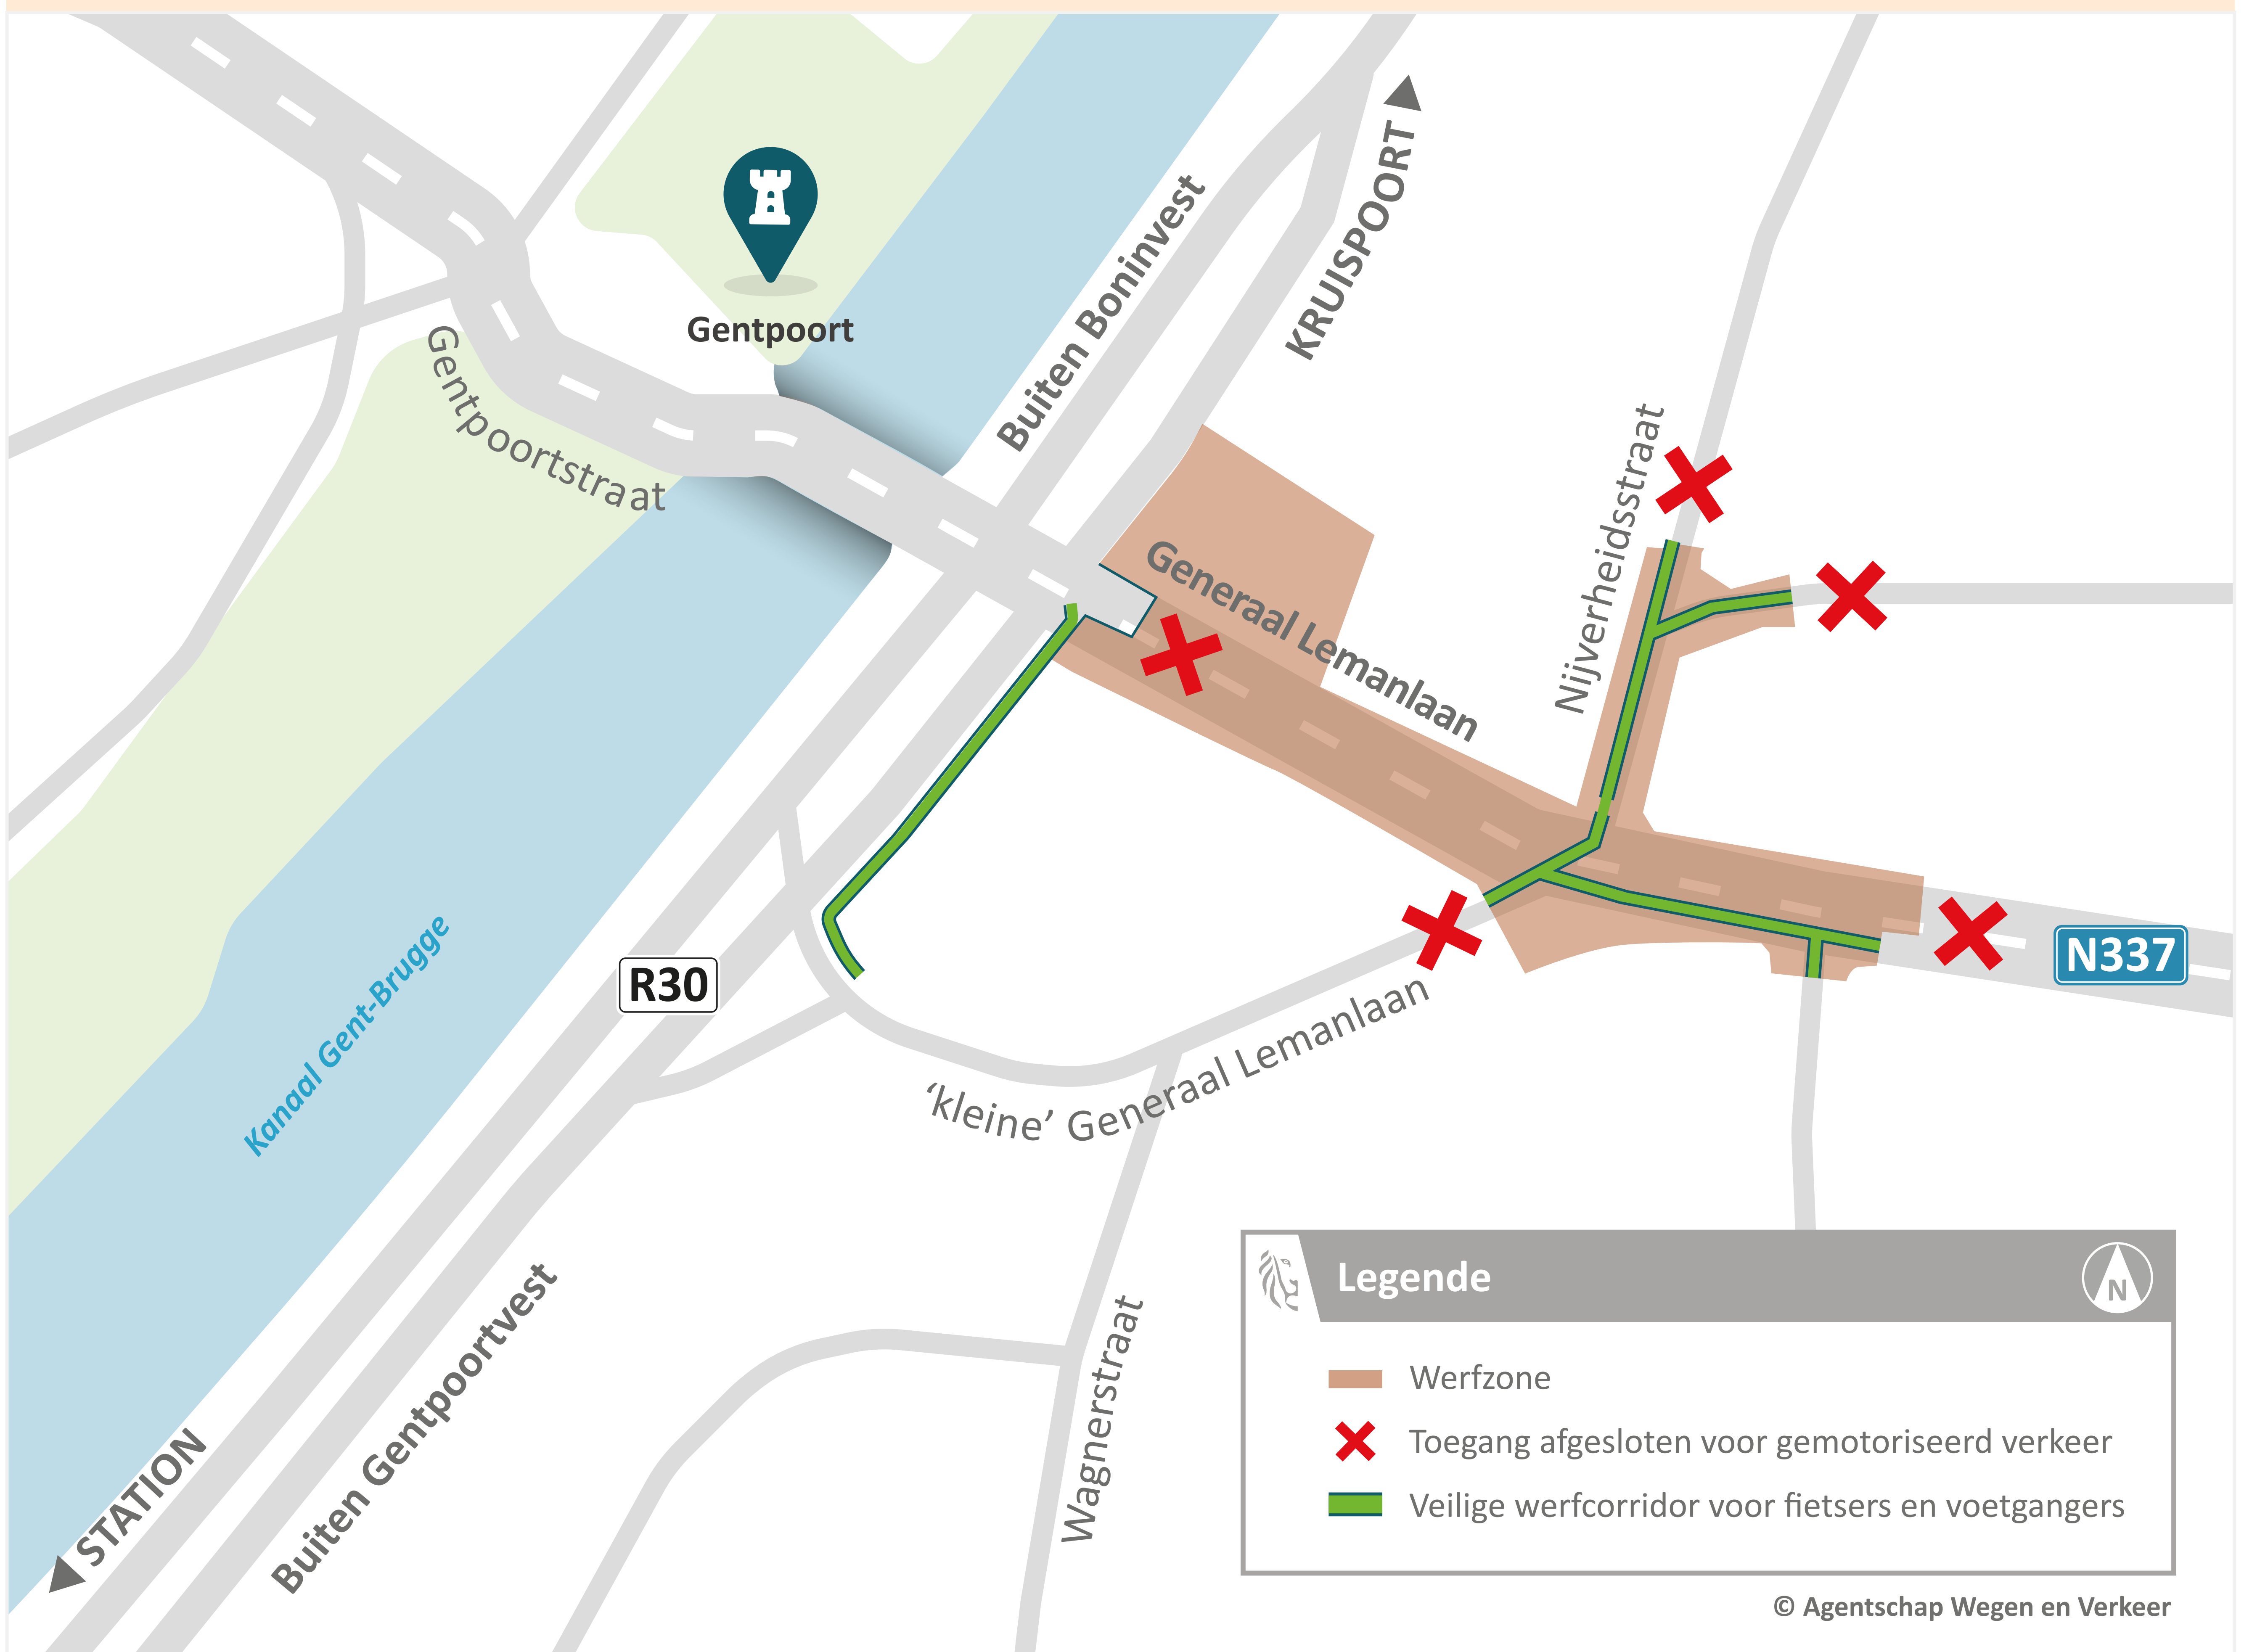 Gentpoort
Gentpoortstraat
Buiten Boninvest
KRUISPOORT
Generaal Lemanlaan
Nijverheidsstraat
N337
R30
Kanaal Gent-Brugge
‘kleine’ Generaal Lemanlaan
Wagnerstraat
Buiten Gentpoortvest
STATION
Legende
N
Werfzone
Toegang afgesloten voor gemotoriseerd verkeer
Veilige werfcorridor voor fietsers en voetgangers
© Agentschap Wegen en Verkeer